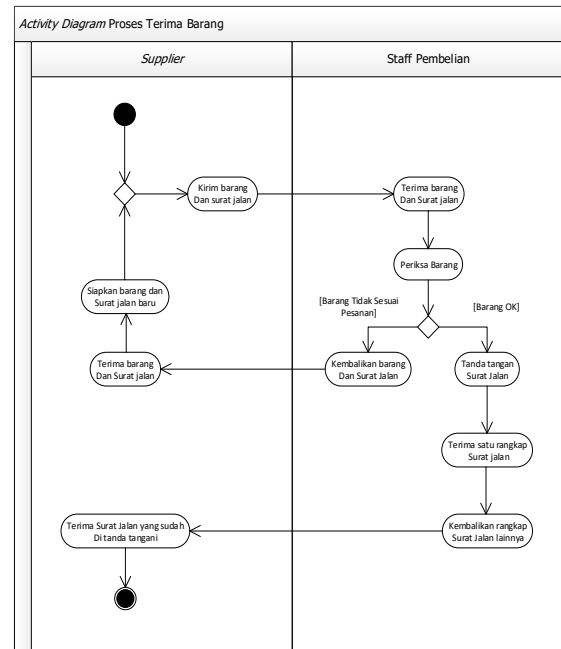 Activity Diagram Proses Terima Barang
Supplier
Staff Pembelian
Kirim barang
Dan surat jalan
Terima barang
Dan Surat jalan
Periksa Barang
Siapkan barang dan
Surat jalan baru
[Barang Tidak Sesuai
Pesanan]
[Barang OK]
Terima barang
Dan Surat jalan
Kembalikan barang
Dan Surat Jalan
Tanda tangan
Surat Jalan
Terima satu rangkap
Surat jalan
Terima Surat Jalan yang sudah
Di tanda tangani
Kembalikan rangkap
Surat Jalan lainnya